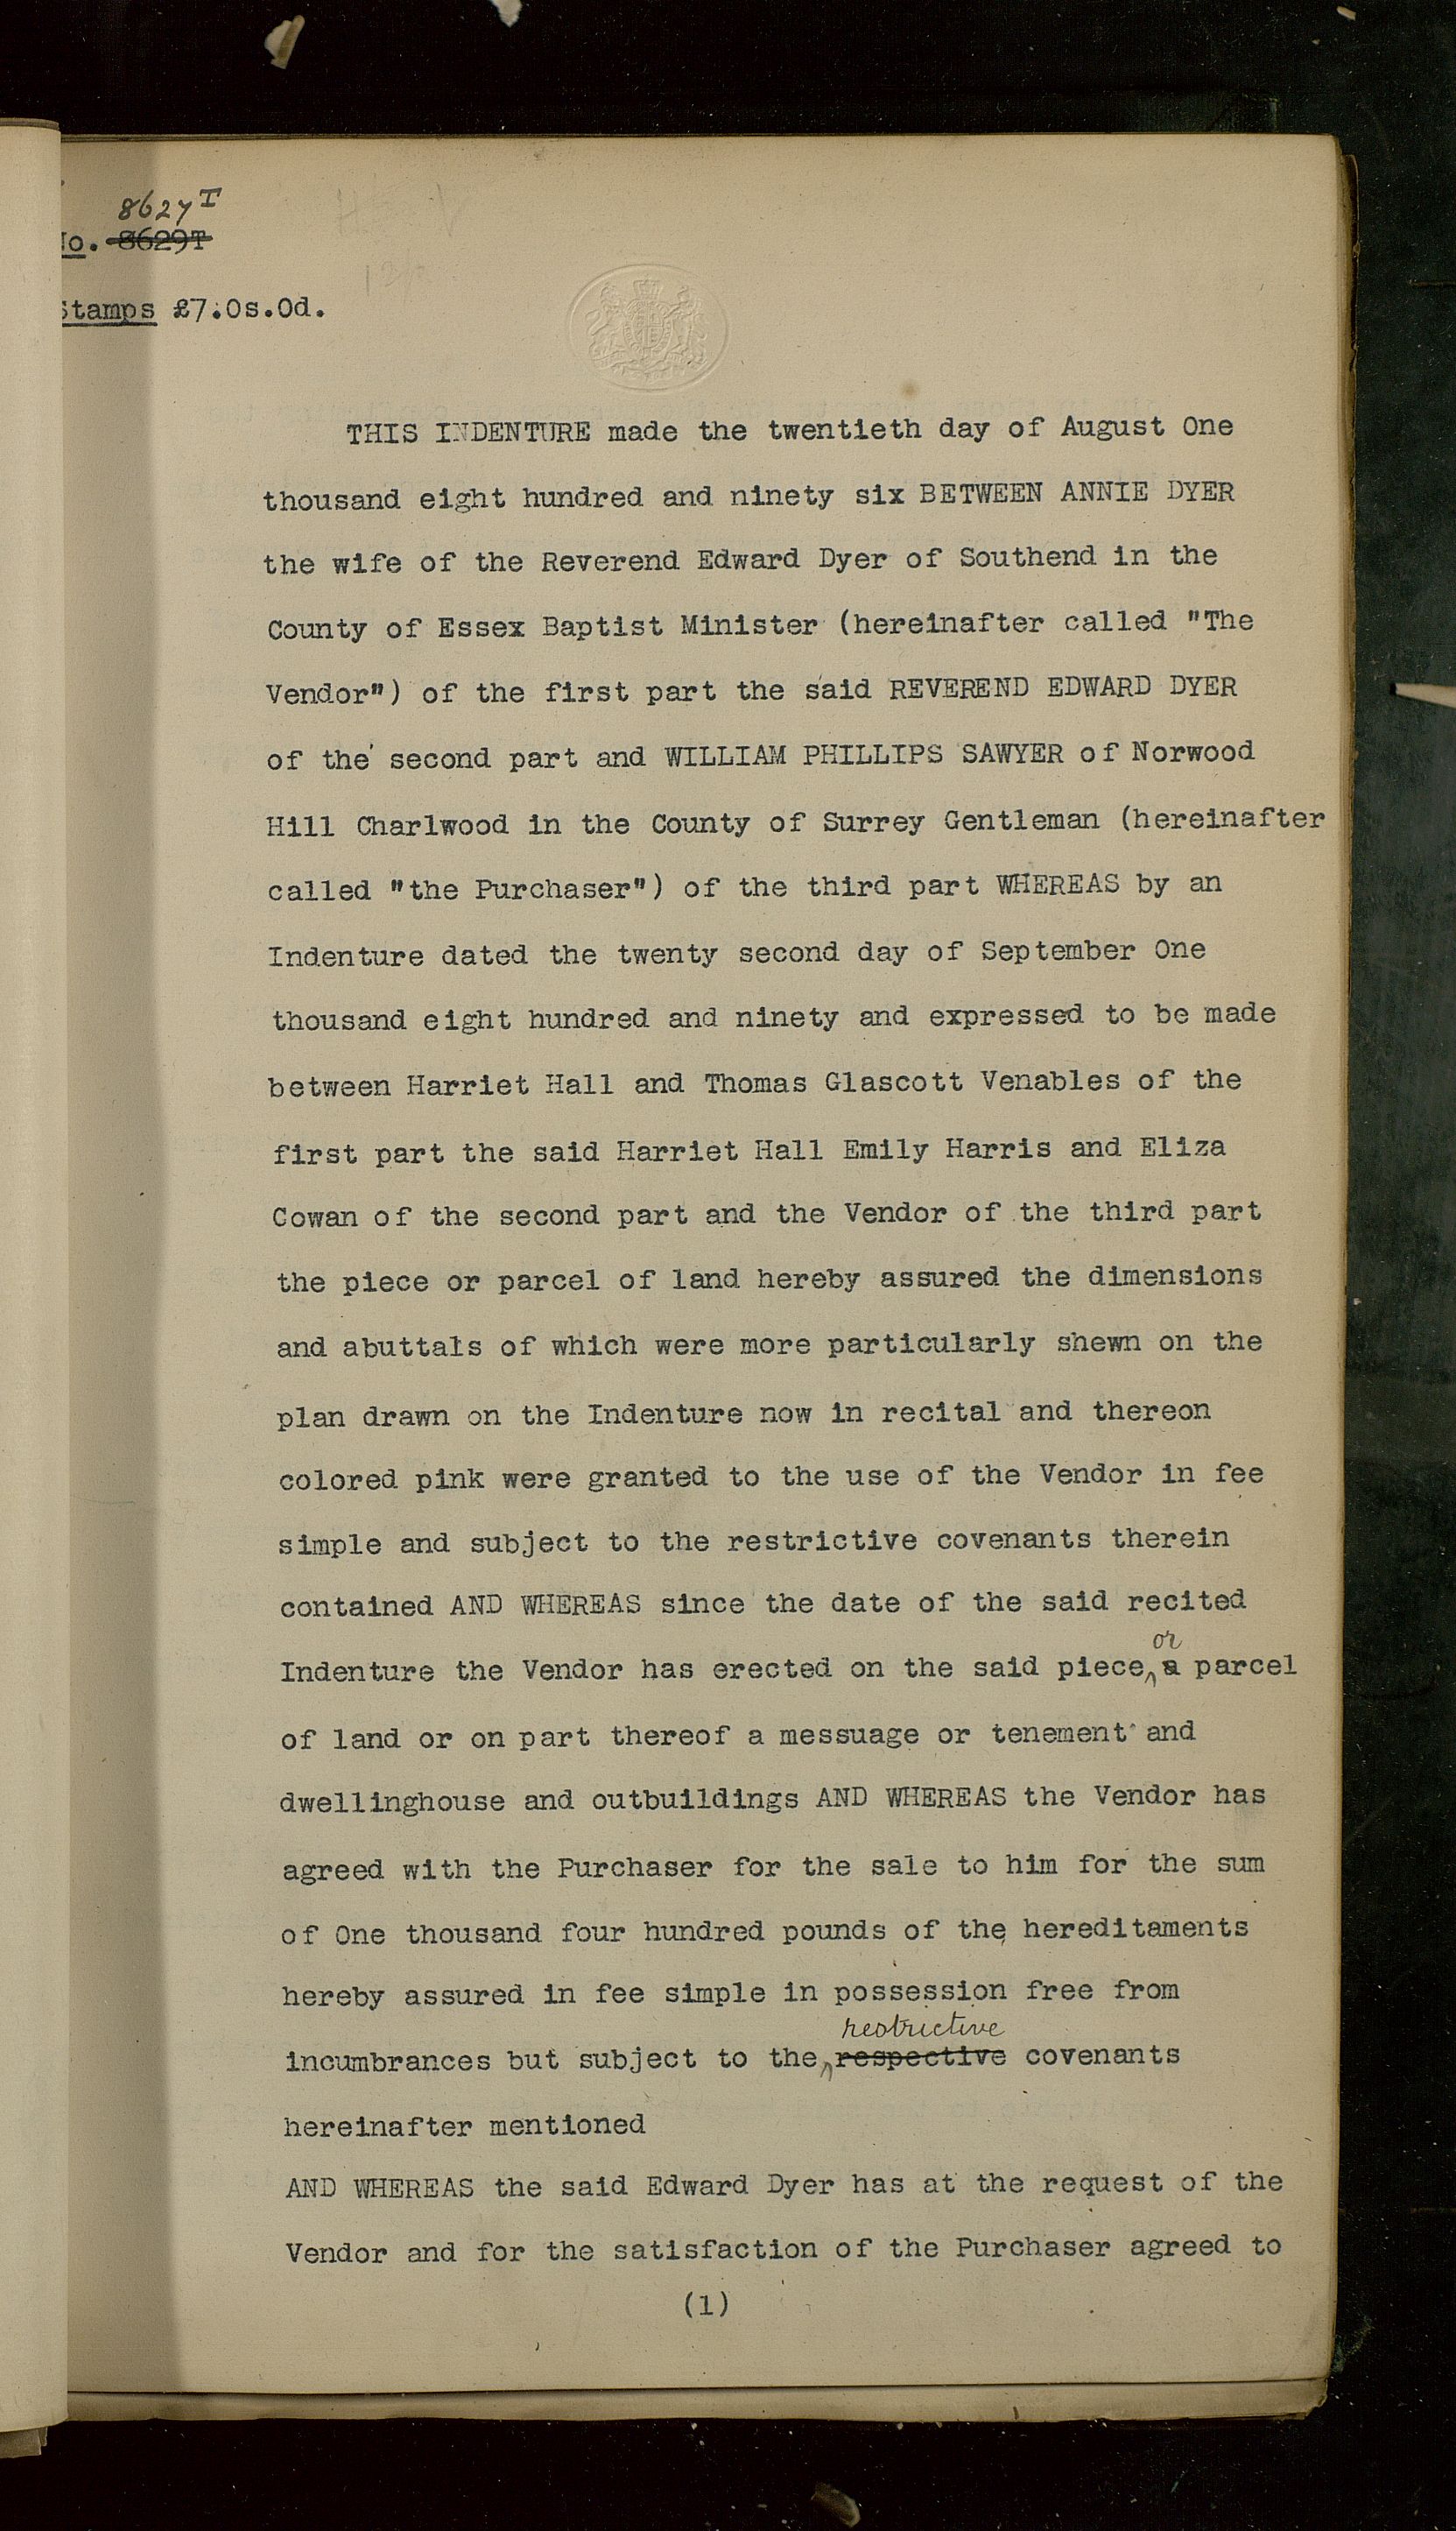 8627T
No. 8629T
Stamps £7.0s.0d.
THIS INDENTURE made the twentieth day of August One
thousand eight hundred and ninety six BETWEEN ANNIE DYER
the wife of the Reverend Edward Dyer of Southend in the
County of Essex Baptist Minister (hereinafter called "The
Vendor") of the first part the said REVEREND EDWARD DYER
of the second part and WILLIAM PHILLIPS SAWYER of Norwood
Hill Charlwood in the County of Surrey Gentleman (hereinafter
called "the Purchaser") of the third part WHEREAS by an
Indenture dated the twenty second day of September One
thousand eight hundred and ninety and expressed to be made
between Harriet Hall and Thomas Glascott Venables of the
first part the said Harriet Hall Emily Harris and Eliza
Cowan of the second part and the Vendor of the third part
the piece or parcel of land hereby assured the dimensions
and abuttals of which were more particularly shewn on the
plan drawn on the Indenture now in recital and thereon
colored pink were granted to the use of the Vendor in fee
simple and subject to the restrictive covenants therein
contained AND WHEREAS since the date of the said recited
or
Indenture the Vendor has erected on the said piece a parcel
of land or on part thereof a messuage or tenement and
dwellinghouse and outbuildings AND WHEREAS the Vendor has
agreed with the Purchaser for the sale to him for the sum
of One thousand four hundred pounds of the hereditaments
hereby assured in fee simple in possession free from
restrictive
incumbrances but subject to the respective covenants
hereinafter mentioned
AND WHEREAS the said Edward Dyer has at the request of the
Vendor and for the satisfaction of the Purchaser agreed to
(1)